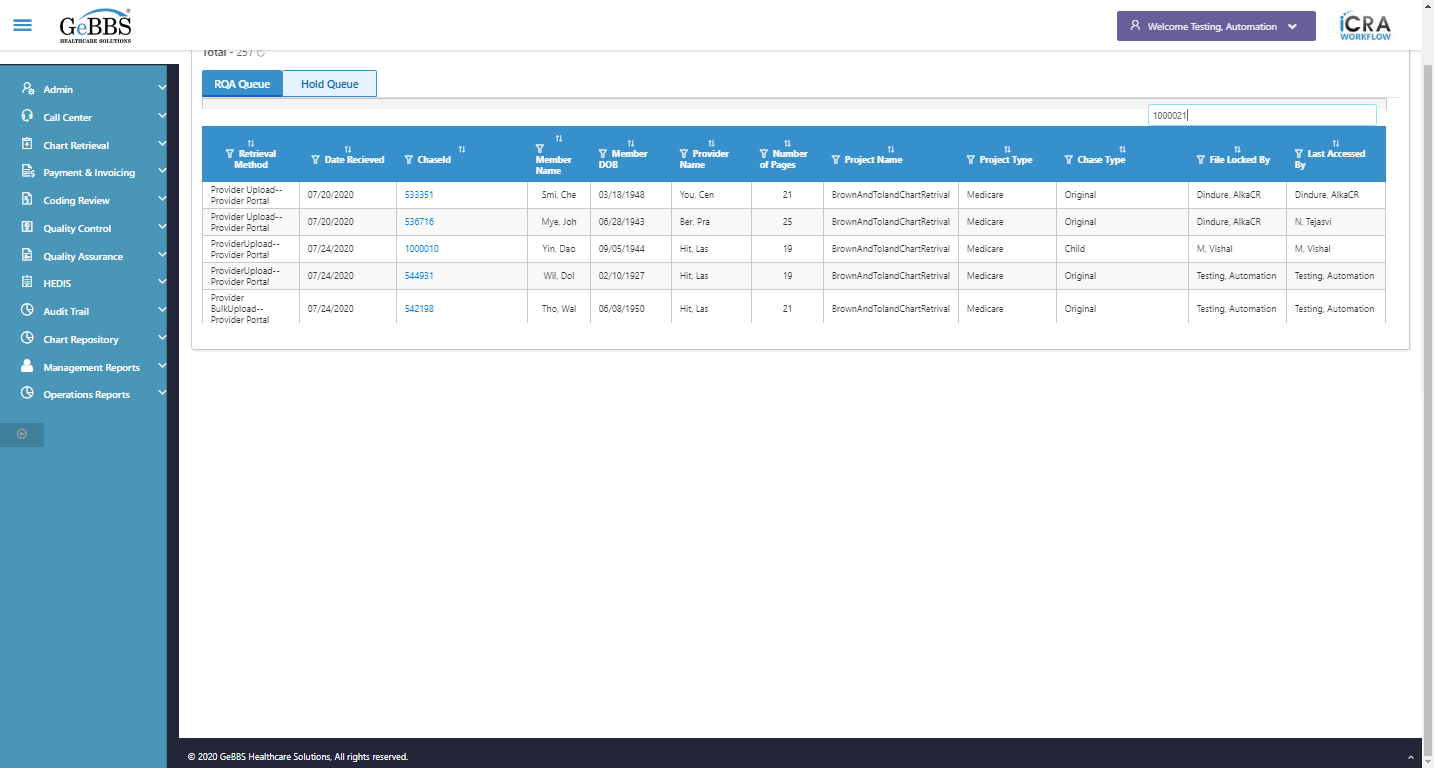 GeBBS®
HEALTHCARE SOLUTIONS
Welcome Testing, Automation
iCRA
WORKFLOW
Total - 257
RQA Queue
Hold Queue
1000021
Admin
Call Center
Chart Retrieval
Payment & Invoicing
Coding Review
Quality Control
Quality Assurance
HEDIS
Audit Trail
Chart Repository
Management Reports
Operations Reports
Retrieval Method Date Recieved ChaseId Member Name Member DOB Provider Name Number of Pages Project Name Project Type Chase Type File Locked By Last Accessed By
Provider Upload--Provider Portal 07/20/2020 533351 Smi, Che 03/18/1948 You, Cen 21 BrownAndTolandChartRetrival Medicare Original Dindure, AlkaCR Dindure, AlkaCR
Provider Upload--Provider Portal 07/20/2020 536716 Mye, Joh 06/28/1943 Ber, Pra 25 BrownAndTolandChartRetrival Medicare Original Dindure, AlkaCR N, Tejasvi
ProviderUpload--Provider Portal 07/24/2020 1000010 Yin, Dao 09/05/1944 Hit, Las 19 BrownAndTolandChartRetrival Medicare Child M, Vishal M, Vishal
ProviderUpload--Provider Portal 07/24/2020 544931 Wil, Dol 02/10/1927 Hit, Las 19 BrownAndTolandChartRetrival Medicare Original Testing, Automation Testing, Automation
Provider BulkUpload--Provider Portal 07/24/2020 542198 Tho, Wal 06/08/1950 Hit, Las 21 BrownAndTolandChartRetrival Medicare Original Testing, Automation Testing, Automation
© 2020 GeBBS Healthcare Solutions, All rights reserved.